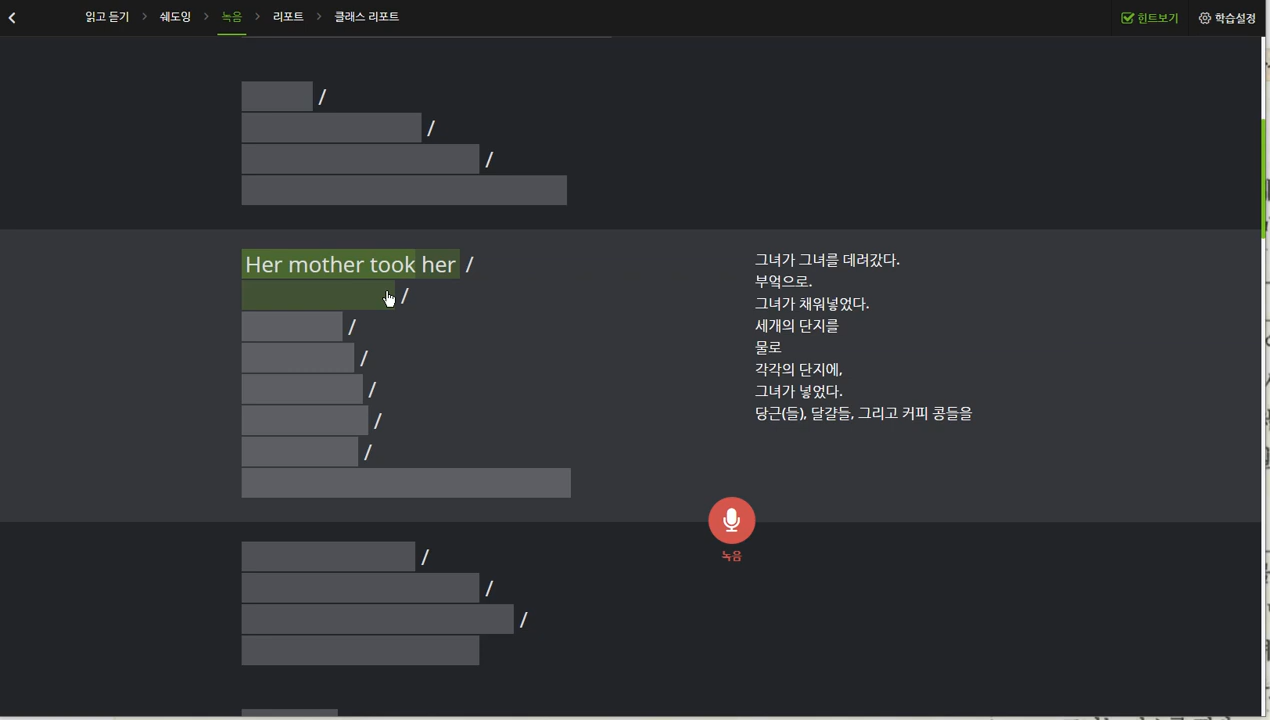 읽고 듣기 > 쉐도잉 > 녹음 > 리포트 > 클래스 리포트
힌트보기 학습설정
/
/
/
Her mother took her /
/
/
/
/
/
/
그녀가 그녀를 데려갔다.
부엌으로.
그녀가 채워넣었다.
세개의 단지를
물로
각각의 단지에,
그녀가 넣었다.
당근(들), 달걀들, 그리고 커피 콩들을
녹음
/
/
/